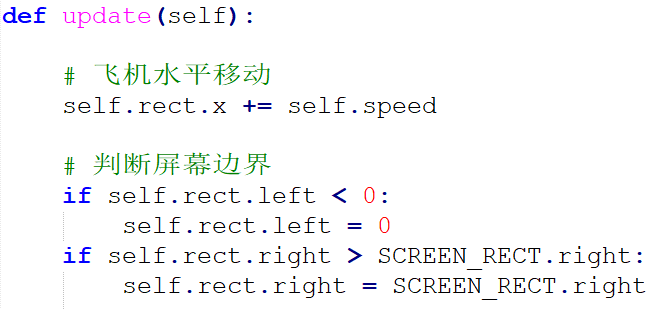 def update(self):
# 飞机水平移动
self.rect.x += self.speed
# 判断屏幕边界
if self.rect.left < 0:
self.rect.left = 0
if self.rect.right > SCREEN_RECT.right:
self.rect.right = SCREEN_RECT.right